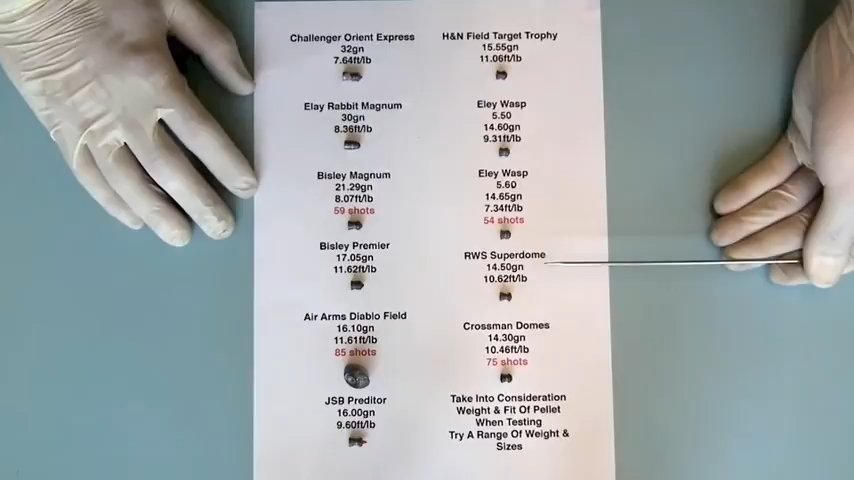 Challenger Orient Express
32gn
7.64ft/lb
Elay Rabbit Magnum
30gn
8.36ft/lb
Bisley Magnum
21.29gn
8.07ft/lb
59 shots
Bisley Premier
17.05gn
11.62ft/lb
Air Arms Diablo Field
16.10gn
11.61ft/lb
85 shots
JSB Preditor
16.00gn
9.60ft/lb
H&N Field Target Trophy
15.55gn
11.06ft/lb
Eley Wasp
5.50
14.60gn
9.31ft/lb
Eley Wasp
5.60
14.65gn
7.34ft/lb
54 shots
RWS Superdome
14.50gn
10.62ft/lb
Crossman Domes
14.30gn
10.46ft/lb
75 shots
Take Into Consideration
Weight & Fit Of Pellet
When Testing
Try A Range Of Weight &
Sizes